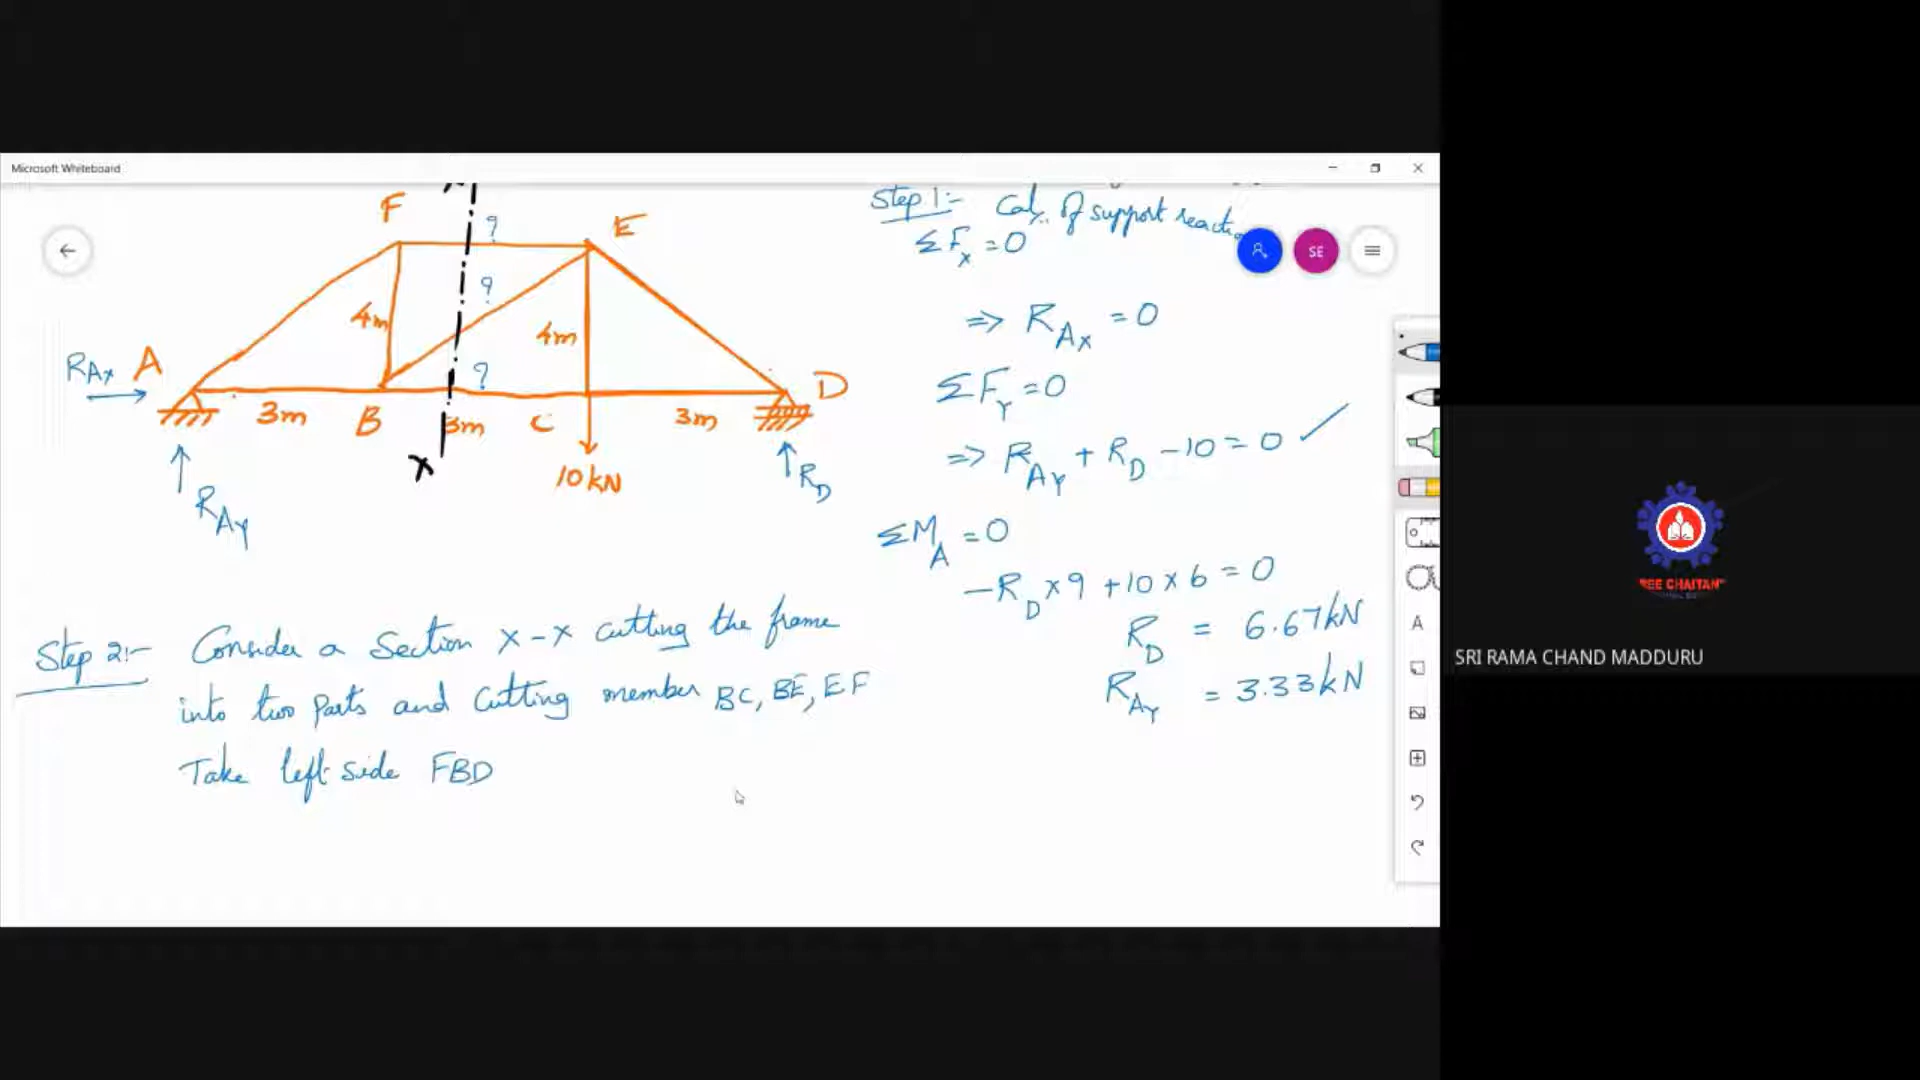 Microsoft Whiteboard
F
?
E
?
4m
4m
RAx
A
?
D
3m
B
3m
C
3m
X
10kN
RD
RAY
Step 1:- Cal. of support reactio
SE
ΣFx = 0
=> RAx = 0
ΣFY = 0
=> RAY + RD - 10 = 0 ✓
ΣMA = 0
-RD x 9 + 10 x 6 = 0
RD = 6.67kN
RAY = 3.33kN
Step 2:- Consider a Section X-X cutting the frame
into two parts and cutting member BC, BE, EF
Take left side FBD
REE CHAITAN
SRI RAMA CHAND MADDURU